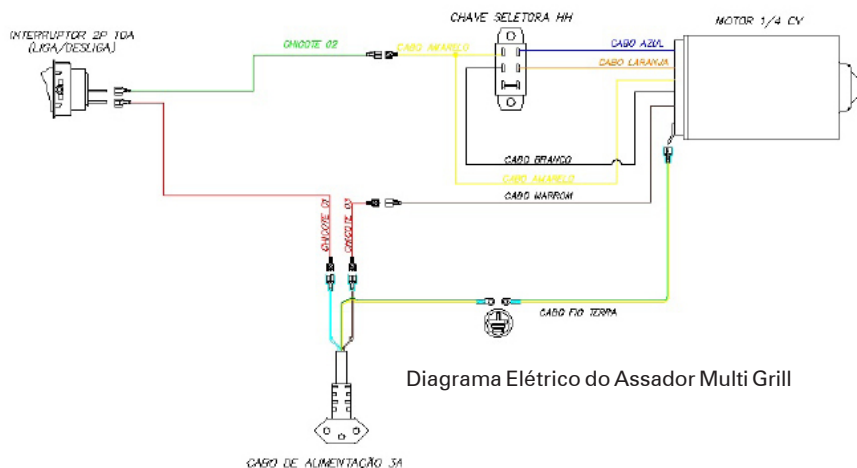 CHAVE SELETORA HH
MOTOR 1/4 CV
INTERRUPTOR 2P 10A
(LIGA/DESLIGA)
CHICOTE 02
CABO AMARELO
CABO AZUL
CABO LARANJA
CABO BRANCO
CABO AMARELO
CABO MARROM
CHICOTE 01
CHICOTE 03
CABO FIO TERRA
Diagrama Elétrico do Assador Multi Grill
CABO DE ALIMENTAÇÃO 3A